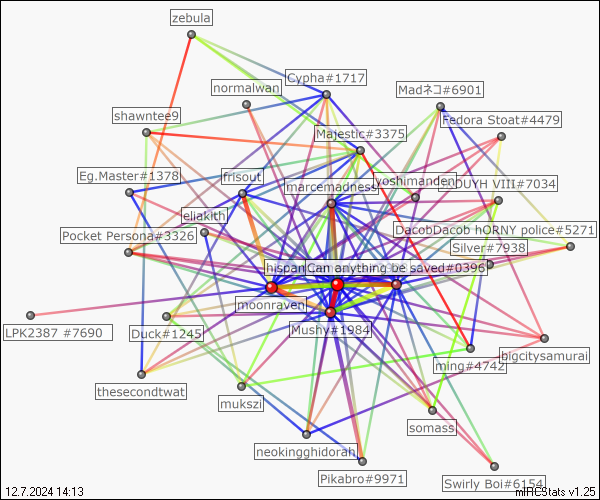 zebula
Cypha#1717
normalwan
Madネコ#6901
shawntee9
Fedora Stoat#4479
Majestic#3375
Eg.Master#1378
frisout
yoshimanden
marcemadness
OUYH VIII#7034
eliakith
DacobDacob hORNY police#5271
Pocket Persona#3326
Silver#7938
hispan
Can anything be saved#0396
moonraven
LPK2387 #7690
Duck#1245
Mushy#1984
bigcitysamurai
ming#4742
thesecondtwat
mukszi
somass
neokingghidorah
Pikabro#9971
Swirly Boi#6154
12.7.2024 14:13
mIRCStats v1.25